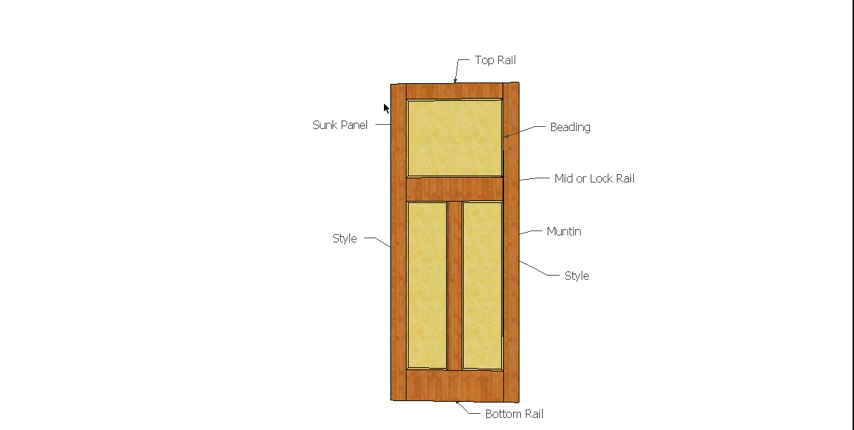 Top Rail
Sunk Panel
Beading
Mid or Lock Rail
Muntin
Style
Style
Bottom Rail